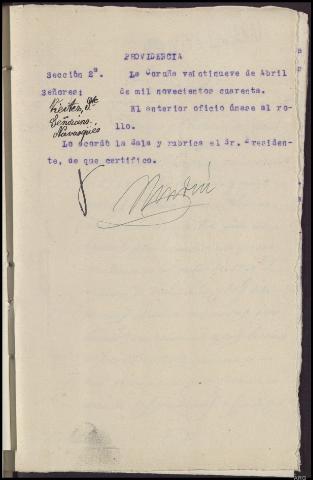 PROVIDENCIA
Sección 2ª. La Coruña veintinueve de Abril
Señores; de mil novecientos cuarenta.
El anterior oficio únase al ro-
llo.
Lo acordó la Sala y rubrica el Sr. Presiden-
te, de que certifico.